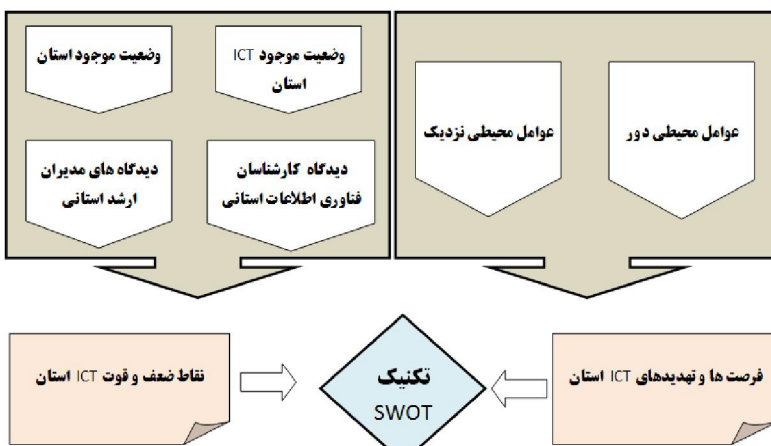 وضعیت موجود ICT
استان
وضعیت موجود استان
عوامل محیطی دور
عوامل محیطی نزدیک
دیدگاه کارشناسان
فناوری اطلاعات استانی
دیدگاه های مدیران
ارشد استانی
فرصت ها و تهدیدهای ICT استان
تکنیک
SWOT
نقاط ضعف و قوت ICT استان